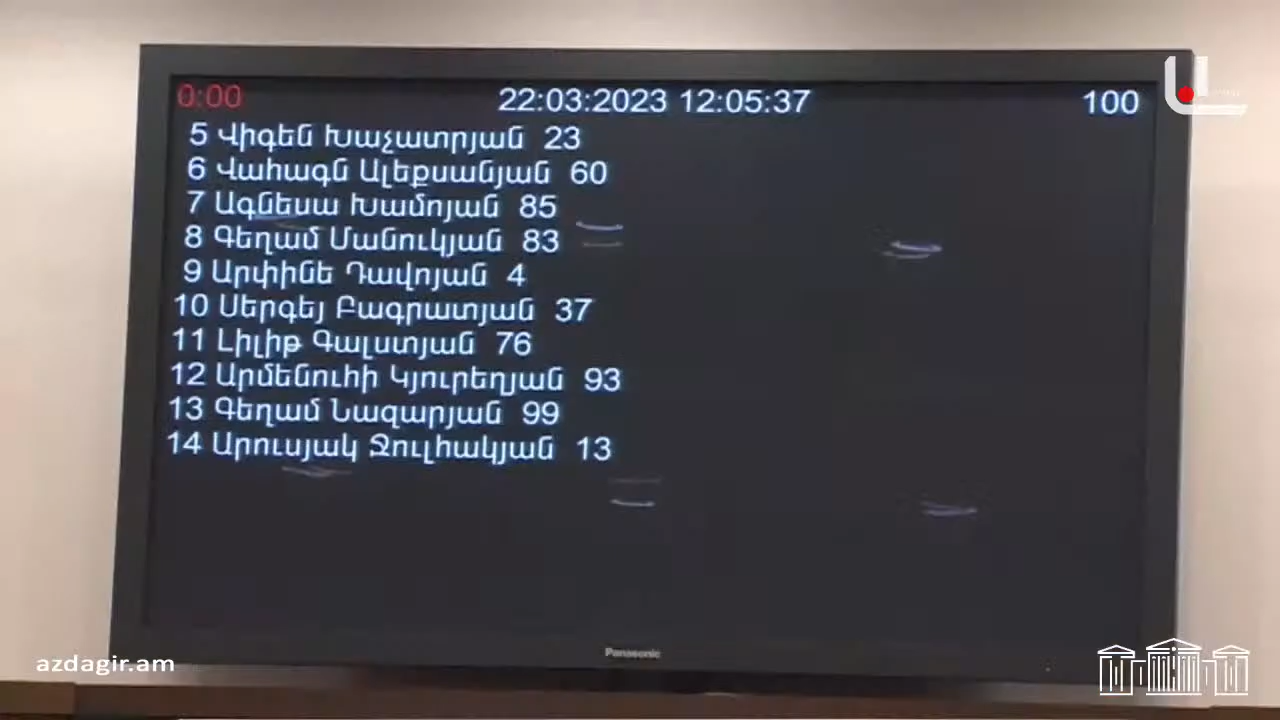 0:00 22:03:2023 12:05:37 100
5 Վիգեն Խաչատրյան 23
6 Վահագն Ալեքսանյան 60
7 Ագնեսա Խամոյան 85
8 Գեղամ Մանուկյան 83
9 Արփինե Դավոյան 4
10 Սերգեյ Բագրատյան 37
11 Լիլիթ Գալստյան 76
12 Արմենուհի Կյուրեղյան 93
13 Գեղամ Նազարյան 99
14 Արուսյակ Ջուլհակյան 13
Panasonic
azdagir.am